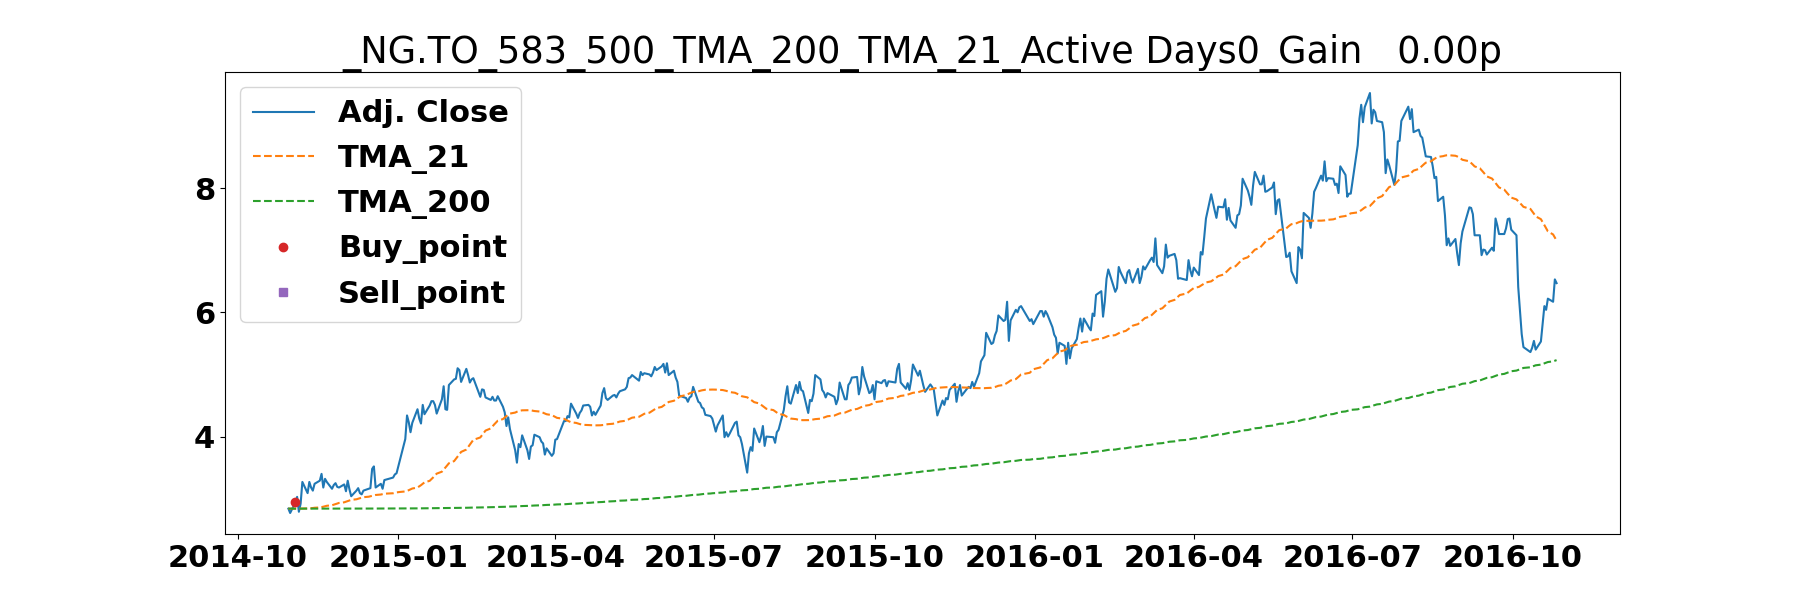 _NG.TO_583_500_TMA_200_TMA_21_Active Days0_Gain   0.00p
Adj. Close
TMA_21
TMA_200
Buy_point
Sell_point
8
6
4
2014-10 2015-01 2015-04 2015-07 2015-10 2016-01 2016-04 2016-07 2016-10